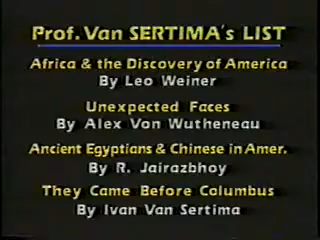 Prof. Van SERTIMA's LIST
Africa & the Discovery of America
By Leo Weiner
Unexpected Faces
By Alex Von Wutheneau
Ancient Egyptians & Chinese in Amer.
By R. Jairazbhoy
They Came Before Calumbus
By Ivan Van Sertima